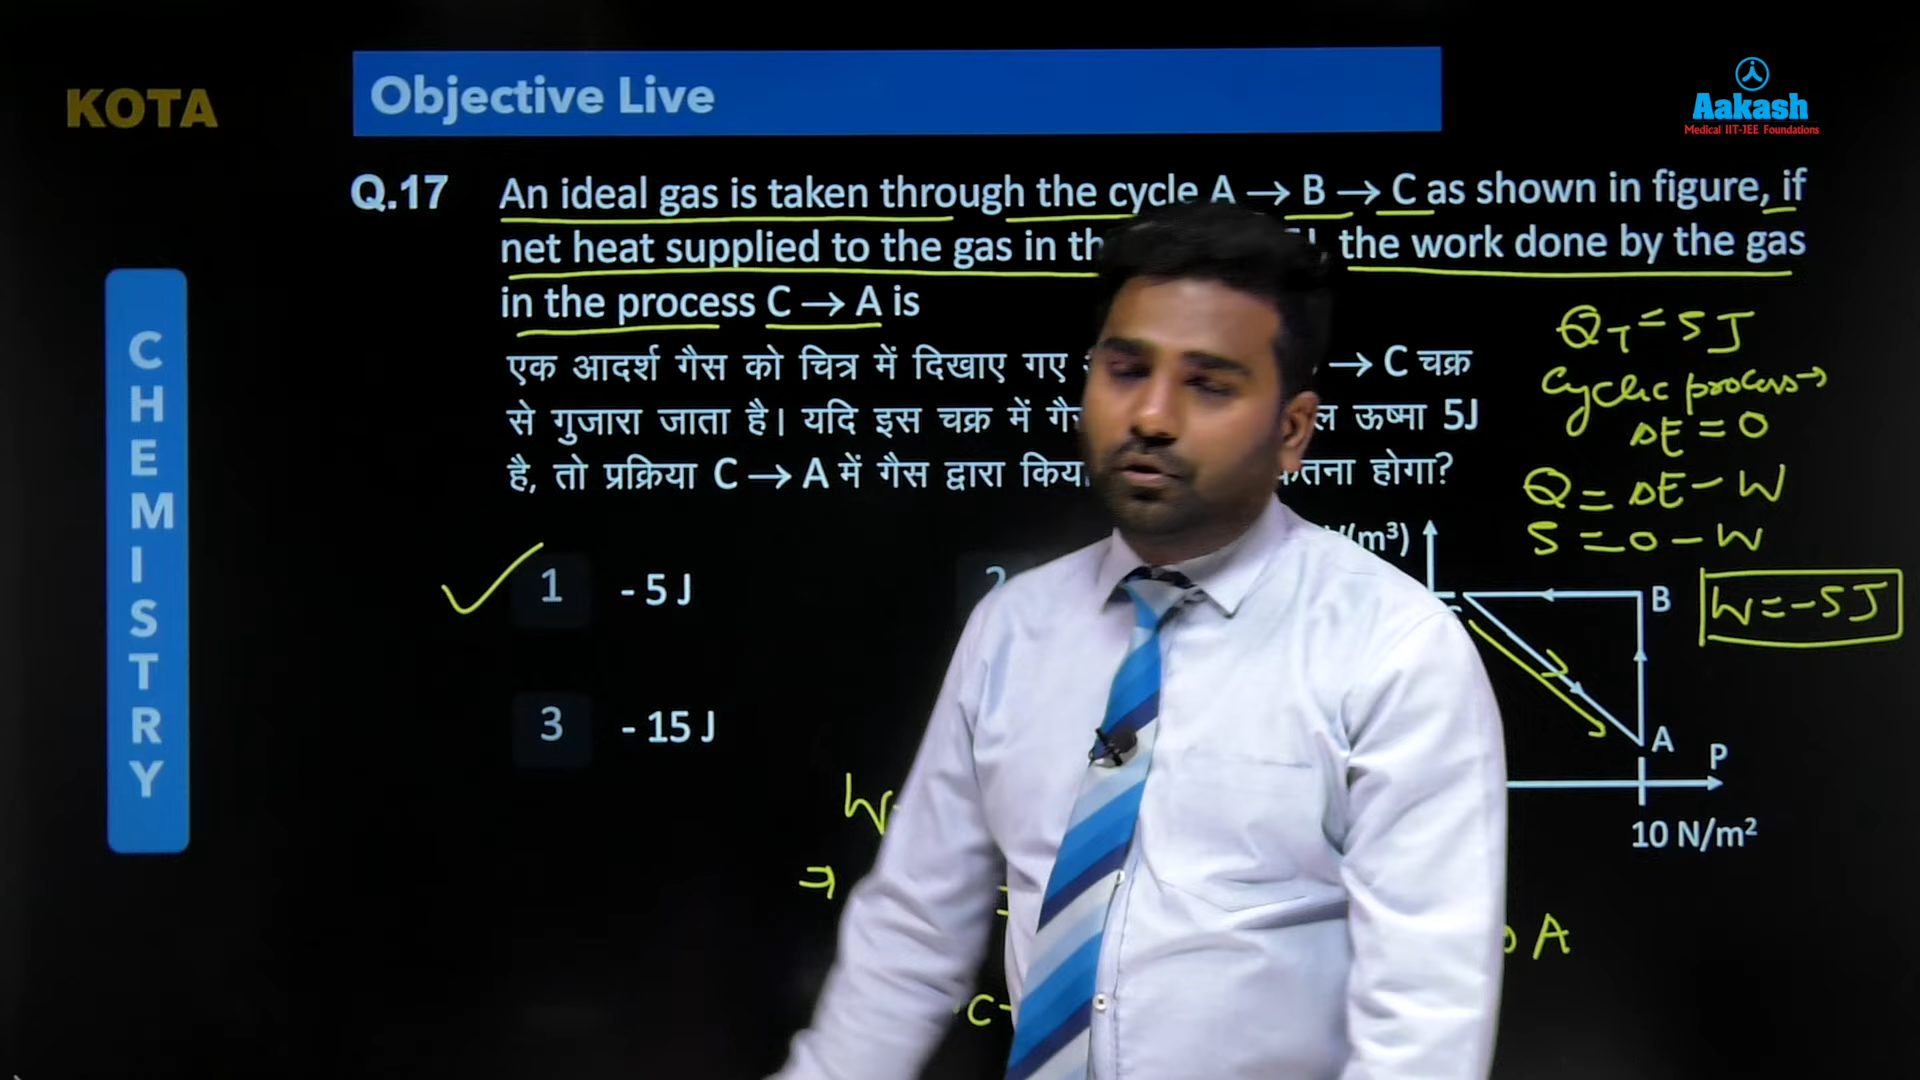 KOTA
Objective Live
Aakash
Medical IIT-JEE Foundations
CHEMISTRY
Q.17 An ideal gas is taken through the cycle A → B → C as shown in figure, if
net heat supplied to the gas in the work done by the gas
in the process C → A is
एक आदर्श गैस को चित्र में दिखाए गए → C चक्र
से गुजारा जाता है। यदि इस चक्र में ऊष्मा 5J
है, तो प्रक्रिया C → A में गैस द्वारा होगा?
1 - 5 J
2
3 - 15 J
(m³)
B
A
P
10 N/m²
Q_T = 5 J
Cyclic process →
ΔE = 0
Q = ΔE - W
5 = 0 - W
W = -5 J
W
⇒
A
C